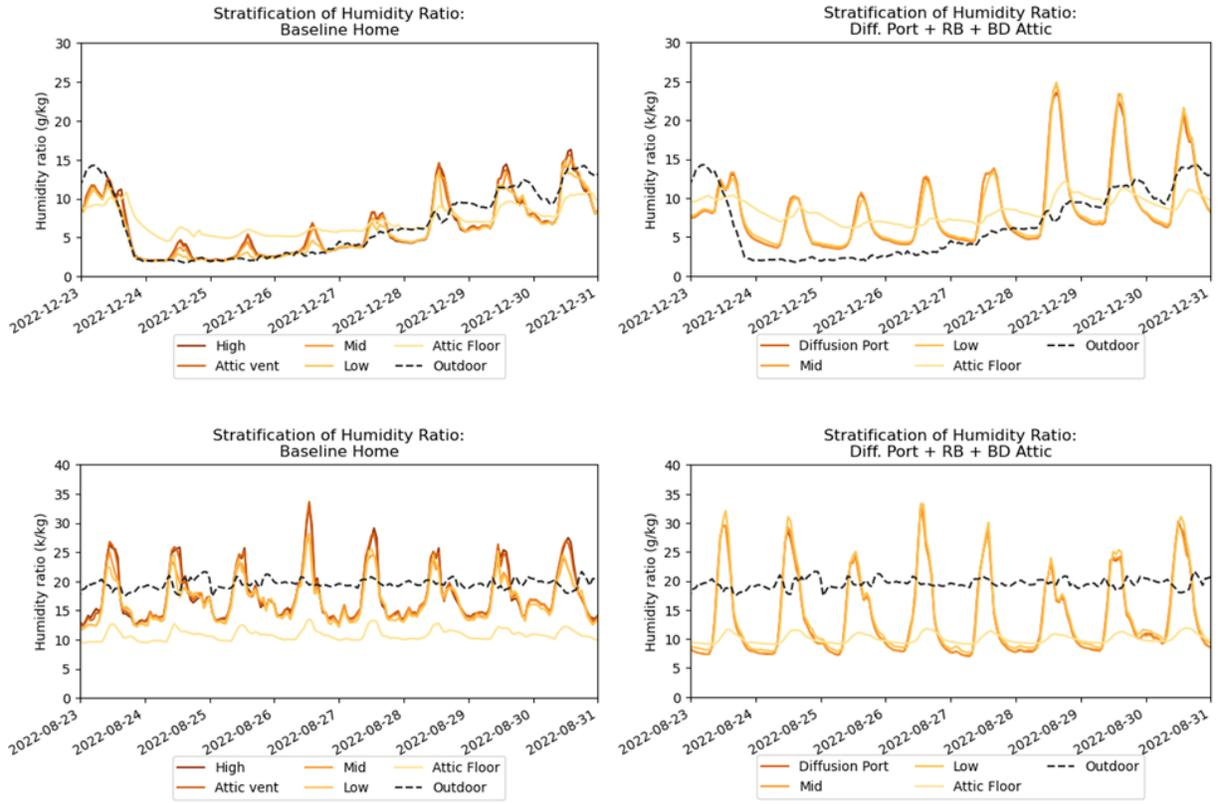 Stratification of Humidity Ratio:
Baseline Home
Humidity ratio (g/kg)
30
25
20
15
10
5
0
2022-12-23
2022-12-24
2022-12-25
2022-12-26
2022-12-27
2022-12-28
2022-12-29
2022-12-30
2022-12-31
High
Mid
Attic Floor
Attic vent
Low
Outdoor
Stratification of Humidity Ratio:
Diff. Port + RB + BD Attic
Humidity ratio (k/kg)
30
25
20
15
10
5
0
2022-12-23
2022-12-24
2022-12-25
2022-12-26
2022-12-27
2022-12-28
2022-12-29
2022-12-30
2022-12-31
Diffusion Port
Low
Outdoor
Mid
Attic Floor
Stratification of Humidity Ratio:
Baseline Home
Humidity ratio (k/kg)
40
35
30
25
20
15
10
5
0
2022-08-23
2022-08-24
2022-08-25
2022-08-26
2022-08-27
2022-08-28
2022-08-29
2022-08-30
2022-08-31
High
Mid
Attic Floor
Attic vent
Low
Outdoor
Stratification of Humidity Ratio:
Diff. Port + RB + BD Attic
Humidity ratio (g/kg)
40
35
30
25
20
15
10
5
0
2022-08-23
2022-08-24
2022-08-25
2022-08-26
2022-08-27
2022-08-28
2022-08-29
2022-08-30
2022-08-31
Diffusion Port
Low
Outdoor
Mid
Attic Floor